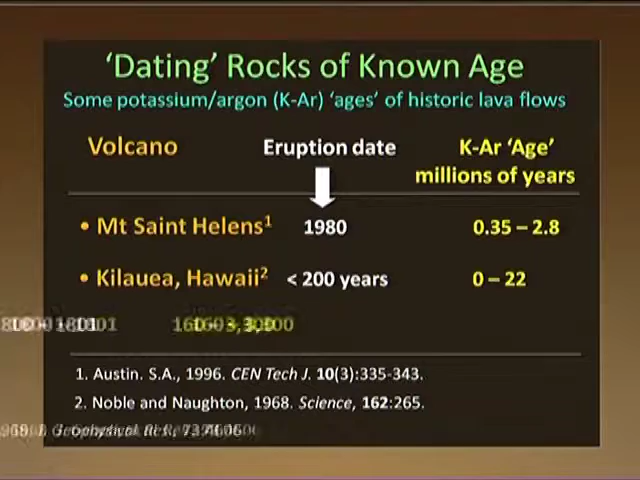 ‘Dating’ Rocks of Known Age
Some potassium/argon (K-Ar) ‘ages’ of historic lava flows
Volcano Eruption date K-Ar ‘Age’
millions of years
• Mt Saint Helens1 1980 0.35 – 2.8
• Kilauea, Hawaii2 < 200 years 0 – 22
1. Austin. S.A., 1996. CEN Tech J. 10(3):335-343.
2. Noble and Naughton, 1968. Science, 162:265.